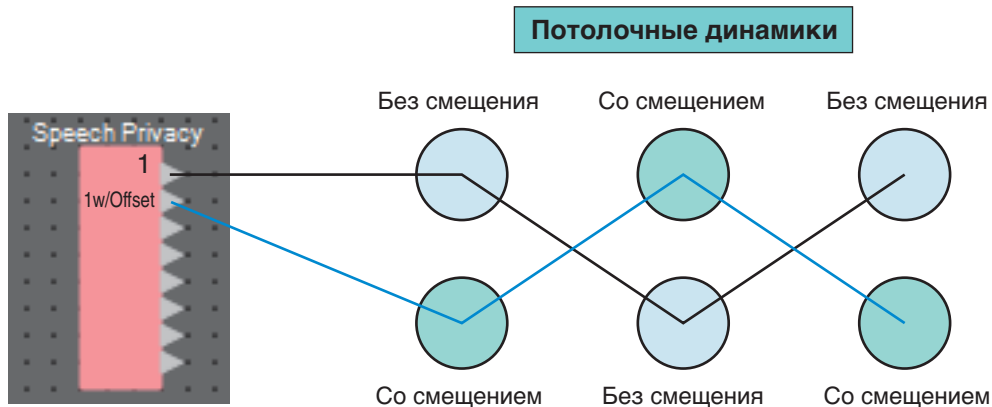 Потолочные динамики
Без смещения
Со смещением
Без смещения
Speech Privacy
1
1w/Offset
Со смещением
Без смещения
Со смещением